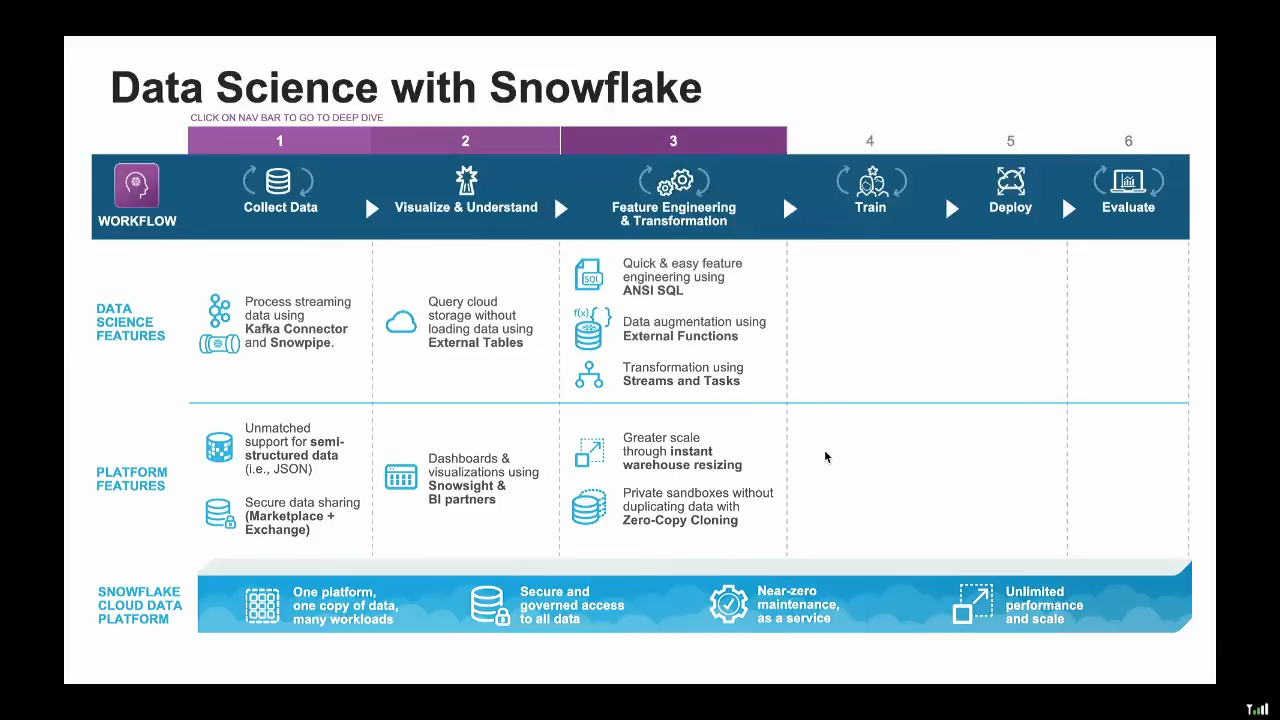 Data Science with Snowflake
CLICK ON NAV BAR TO GO TO DEEP DIVE
1
2
3
4
5
6
WORKFLOW
Collect Data
Visualize & Understand
Feature Engineering
& Transformation
Train
Deploy
Evaluate
DATA
SCIENCE
FEATURES
Process streaming
data using
Kafka Connector
and Snowpipe.
Query cloud
storage without
loading data using
External Tables
SQL
Quick & easy feature
engineering using
ANSI SQL
f(x) { }
Data augmentation using
External Functions
Transformation using
Streams and Tasks
PLATFORM
FEATURES
Unmatched
support for semi-
structured data
(i.e., JSON)
Secure data sharing
(Marketplace +
Exchange)
Dashboards &
visualizations using
Snowsight &
BI partners
Greater scale
through instant
warehouse resizing
Private sandboxes without
duplicating data with
Zero-Copy Cloning
SNOWFLAKE
CLOUD DATA
PLATFORM
One platform,
one copy of data,
many workloads
Secure and
governed access
to all data
Near-zero
maintenance,
as a service
Unlimited
performance
and scale